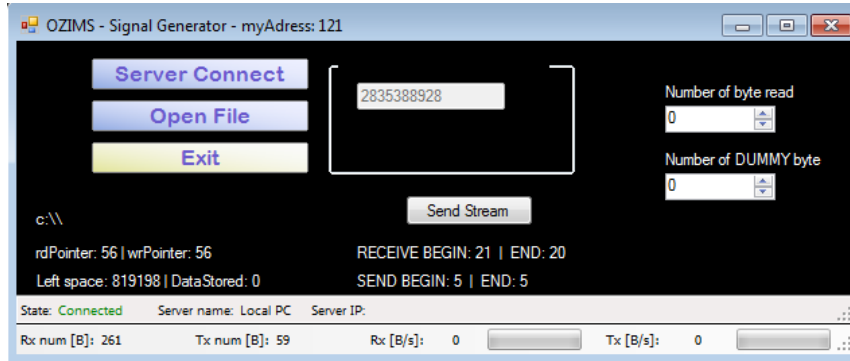 OZIMS - Signal Generator - myAdress: 121
Server Connect
Open File
Exit
2835388928
Number of byte read
0
Number of DUMMY byte
0
Send Stream
c:\\
rdPointer: 56 | wrPointer: 56
RECEIVE BEGIN: 21 | END: 20
Left space: 819198 | DataStored: 0
SEND BEGIN: 5 | END: 5
State: Connected Server name: Local PC Server IP:
Rx num [B]: 261 Tx num [B]: 59 Rx [B/s]: 0 Tx [B/s]: 0